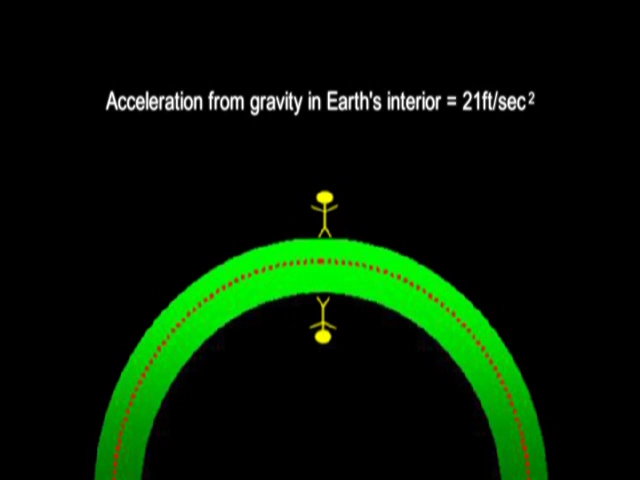 Acceleration from gravity in Earth's interior = 21ft/sec²